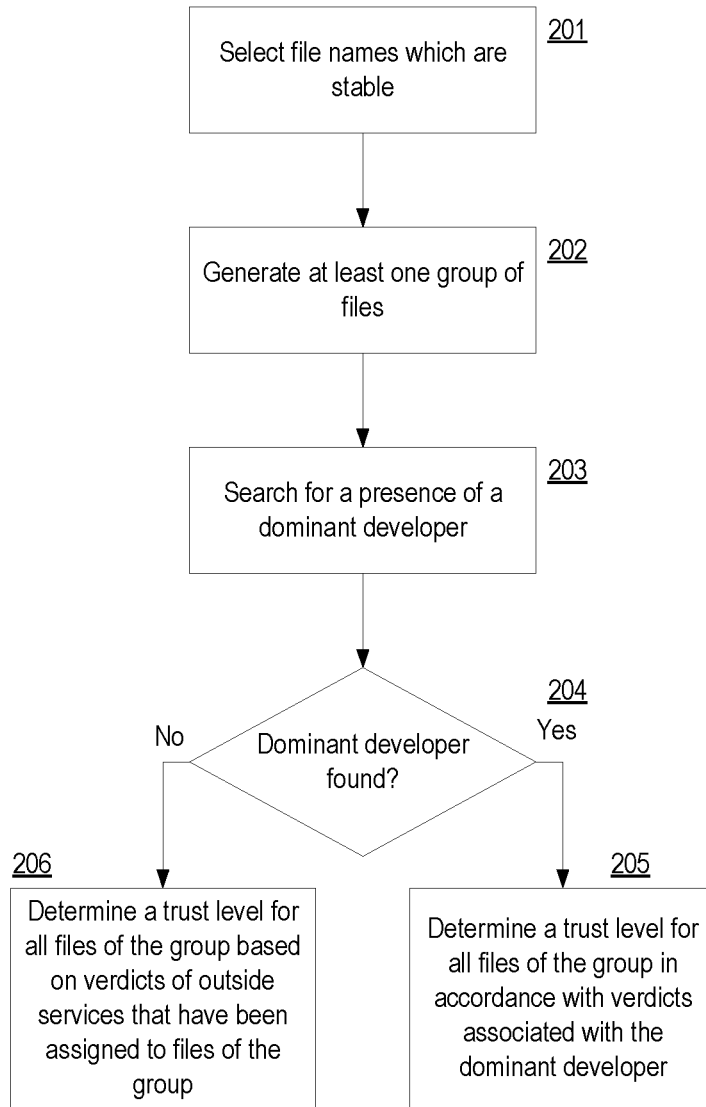 201
Select file names which are
stable
202
Generate at least one group of
files
203
Search for a presence of a
dominant developer
204
No
Yes
Dominant developer
found?
206
205
Determine a trust level for
all files of the group based
on verdicts of outside
services that have been
assigned to files of the
group
Determine a trust level for
all files of the group in
accordance with verdicts
associated with the
dominant developer